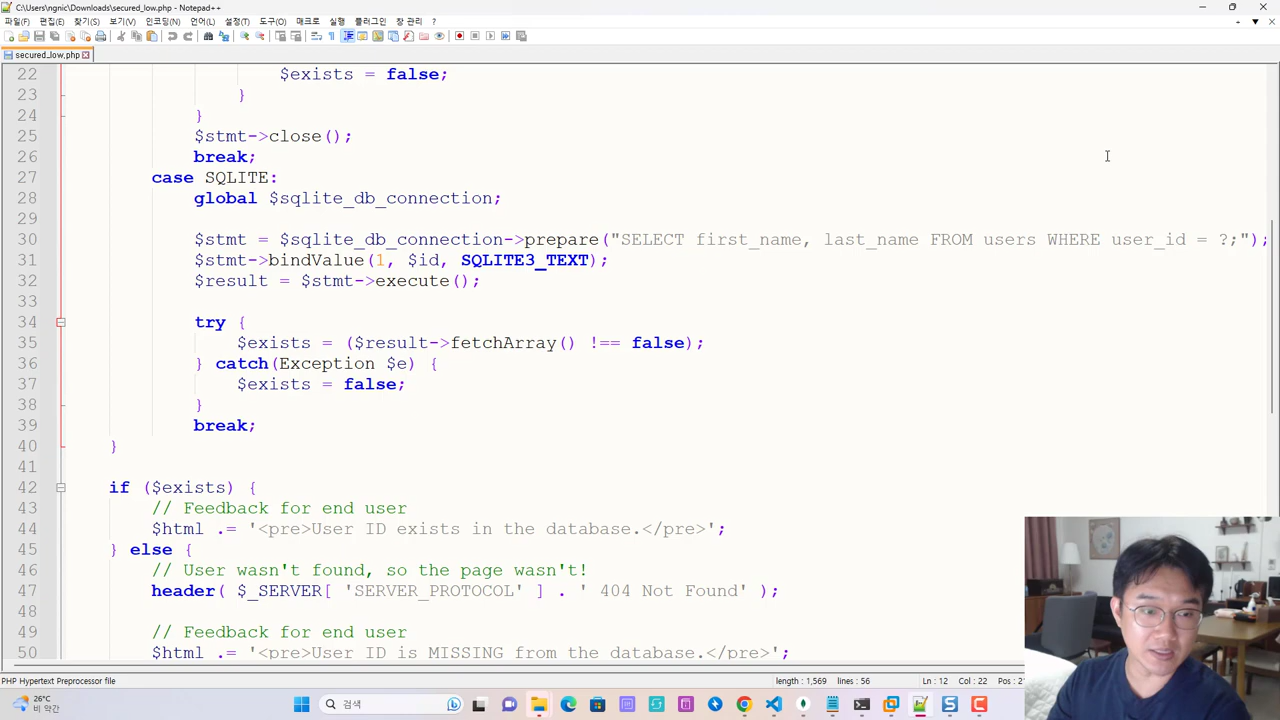 C:\Users\ngnic\Downloads\secured_low.php - Notepad++
파일(F) 편집(E) 찾기(S) 보기(V) 인코딩(N) 언어(L) 설정(T) 도구(O) 매크로 실행 플러그인 창 관리 ?
secured_low.php
22 $exists = false;
23 }
24 }
25 $stmt->close();
26 break;
27 case SQLITE:
28 global $sqlite_db_connection;
29
30 $stmt = $sqlite_db_connection->prepare("SELECT first_name, last_name FROM users WHERE user_id = ?;");
31 $stmt->bindValue(1, $id, SQLITE3_TEXT);
32 $result = $stmt->execute();
33
34 try {
35 $exists = ($result->fetchArray() !== false);
36 } catch(Exception $e) {
37 $exists = false;
38 }
39 break;
40 }
41
42 if ($exists) {
43 // Feedback for end user
44 $html .= '<pre>User ID exists in the database.</pre>';
45 } else {
46 // User wasn't found, so the page wasn't!
47 header( $_SERVER[ 'SERVER_PROTOCOL' ] . ' 404 Not Found' );
48
49 // Feedback for end user
50 $html .= '<pre>User ID is MISSING from the database.</pre>';
PHP Hypertext Preprocessor file length : 1,569 lines : 56 Ln : 12 Col : 22 Pos : 2
26°C
비 약간
검색